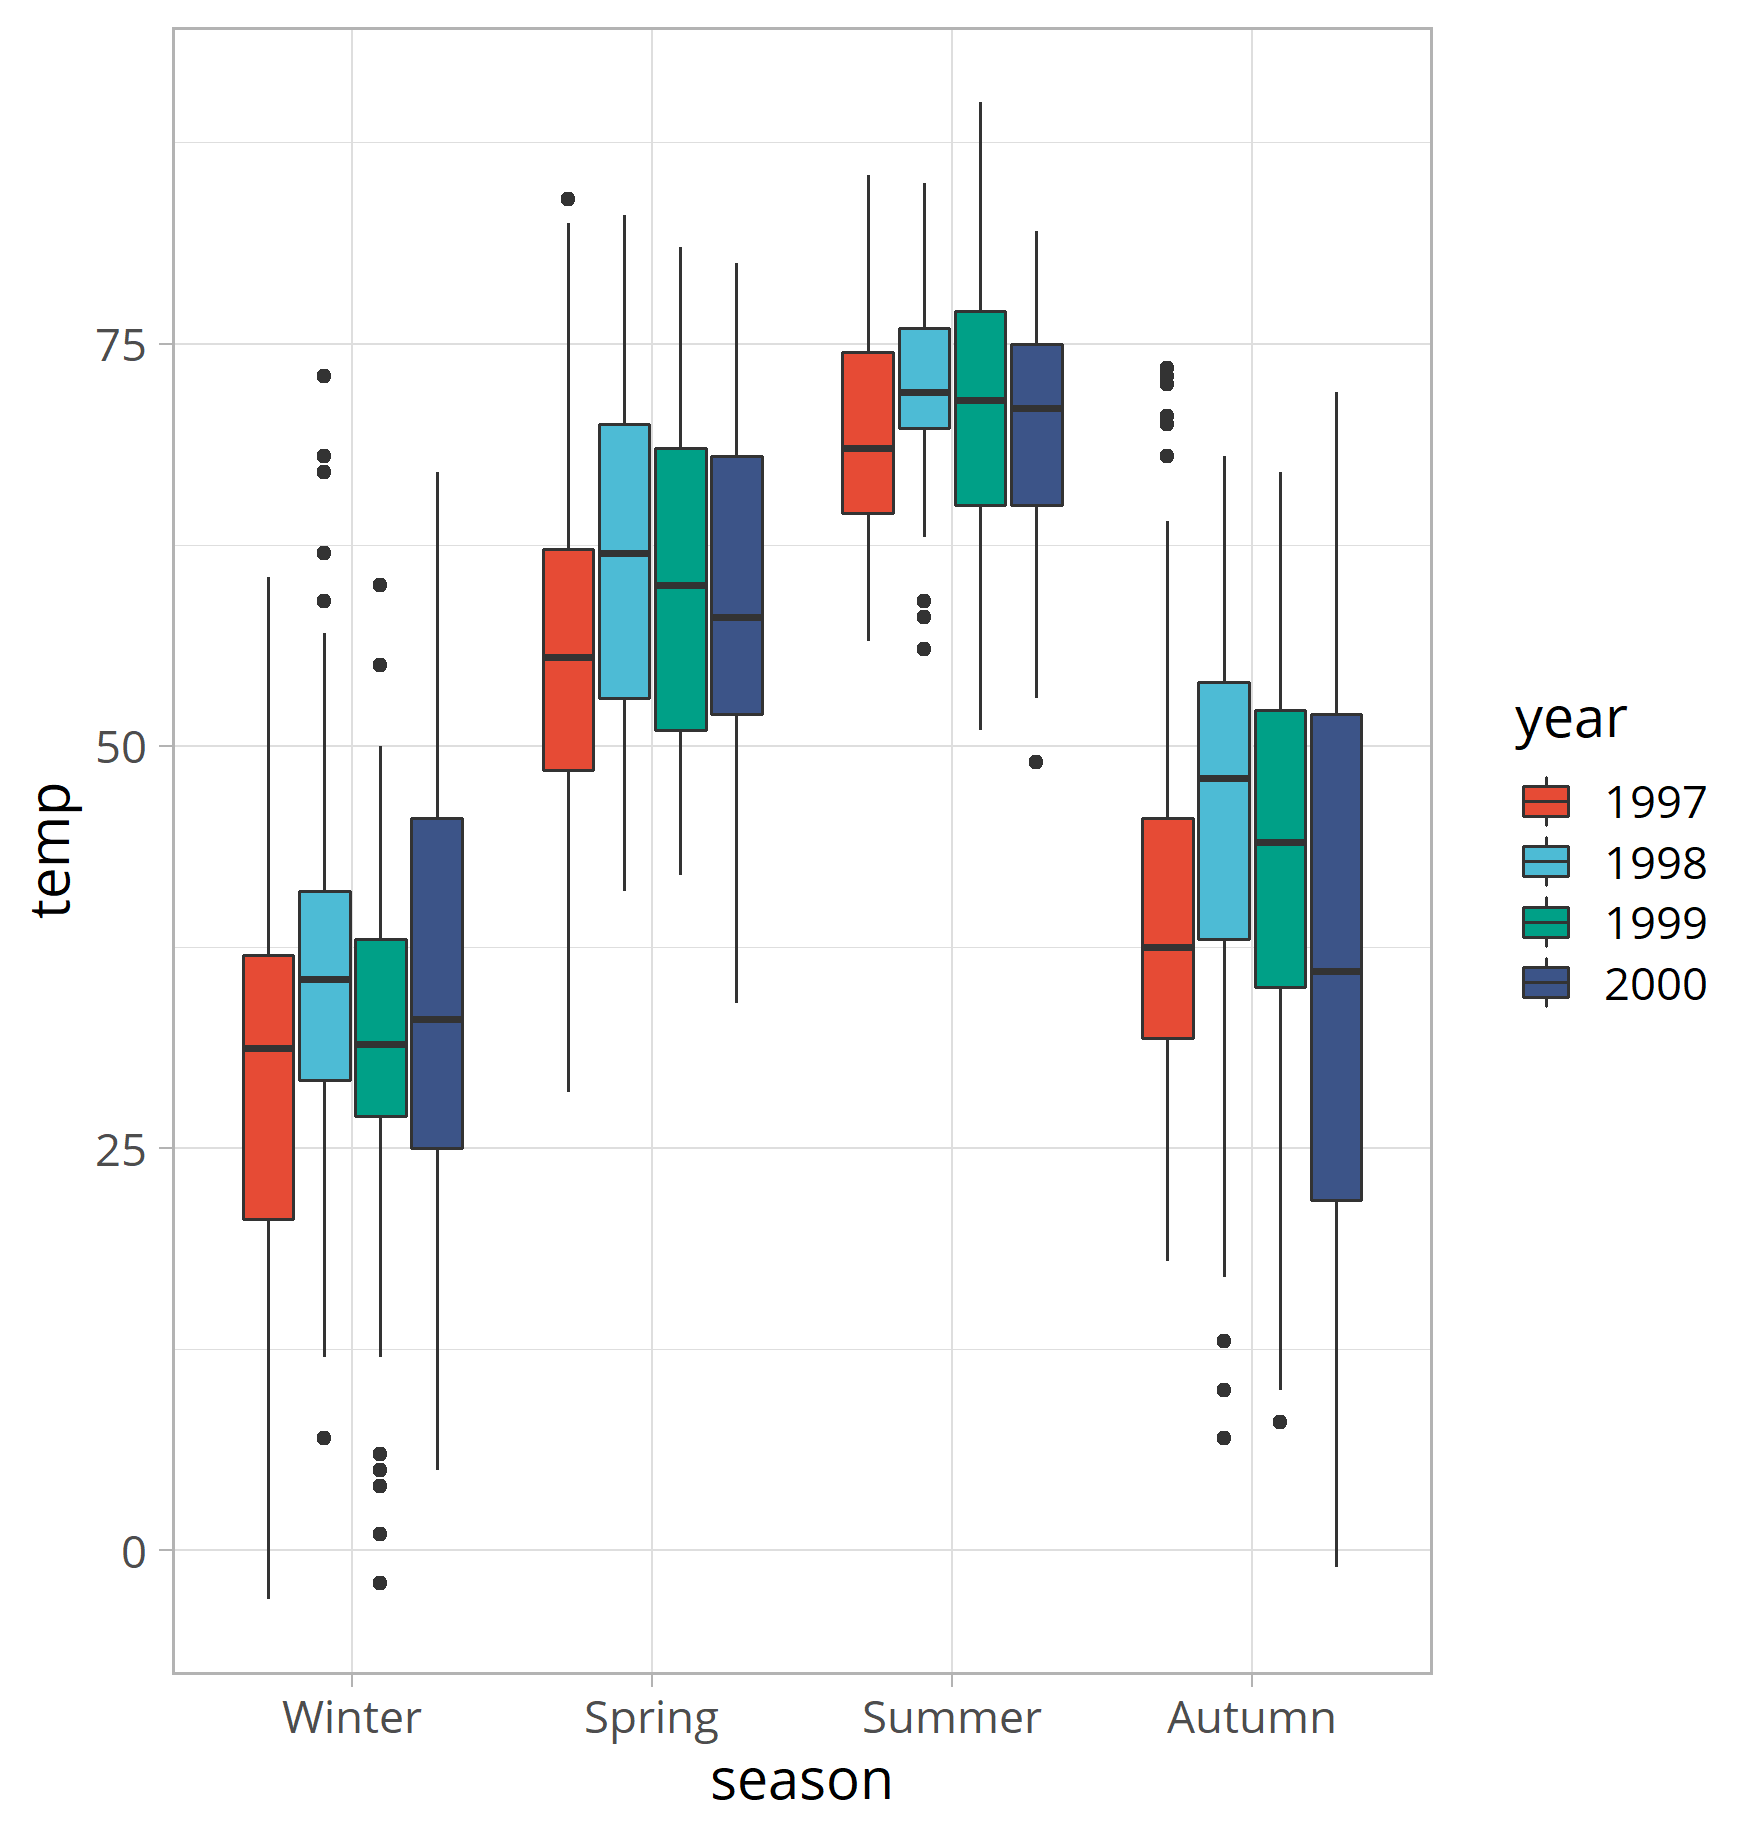 75
50
25
0
temp
Winter
Spring
Summer
Autumn
season
year
1997
1998
1999
2000